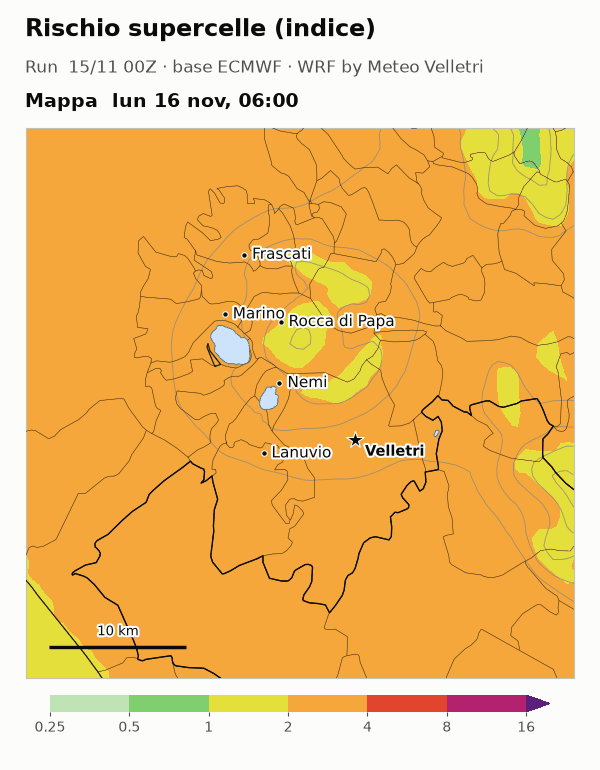 Rischio supercelle (indice)
Run  15/11 00Z · base ECMWF · WRF by Meteo Velletri
Mappa  lun 16 nov, 06:00
Frascati
Marino
Rocca di Papa
Nemi
Velletri
Lanuvio
10 km
0.25 0.5 1 2 4 8 16